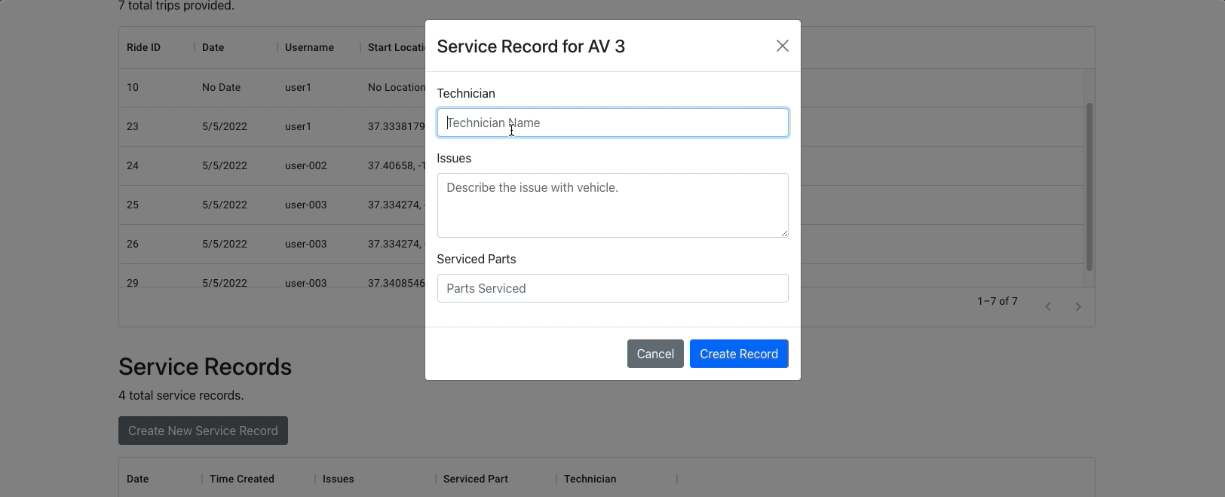 7 total trips provided.
Service Record for AV 3
Ride ID Date Username Start Locati
Technician
Technician Name
10 No Date user1 No Location
23 5/5/2022 user1 37.3338179
Issues
Describe the issue with vehicle.
24 5/5/2022 user-002 37.40658, -1
25 5/5/2022 user-003 37.334274, -
26 5/5/2022 user-003 37.334274, -
Serviced Parts
Parts Serviced
29 5/5/2022 user-003 37.3408546
1–7 of 7
Cancel Create Record
Service Records
4 total service records.
Create New Service Record
Date Time Created Issues Serviced Part Technician